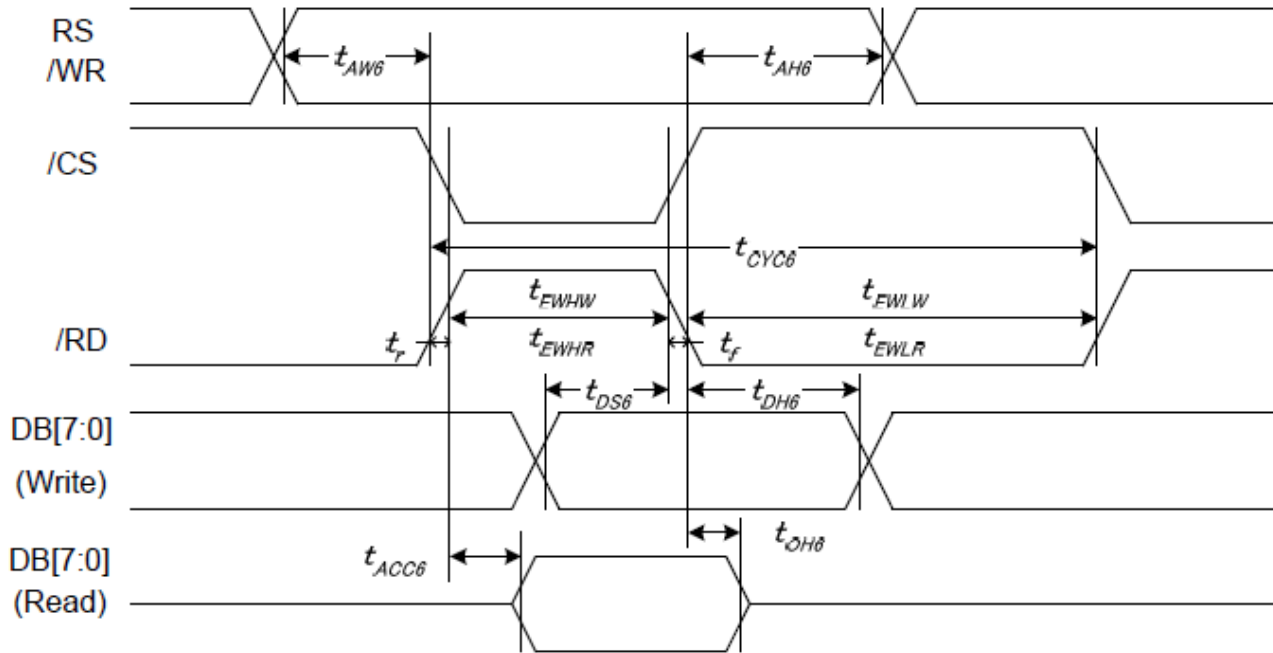 RS
/WR
tAW6
tAH6
/CS
tCYC6
/RD
tr
tEWHW
tEWHR
tf
tEWLW
tEWLR
DB[7:0]
(Write)
tDS6
tDH6
DB[7:0]
(Read)
tACC6
tOH6